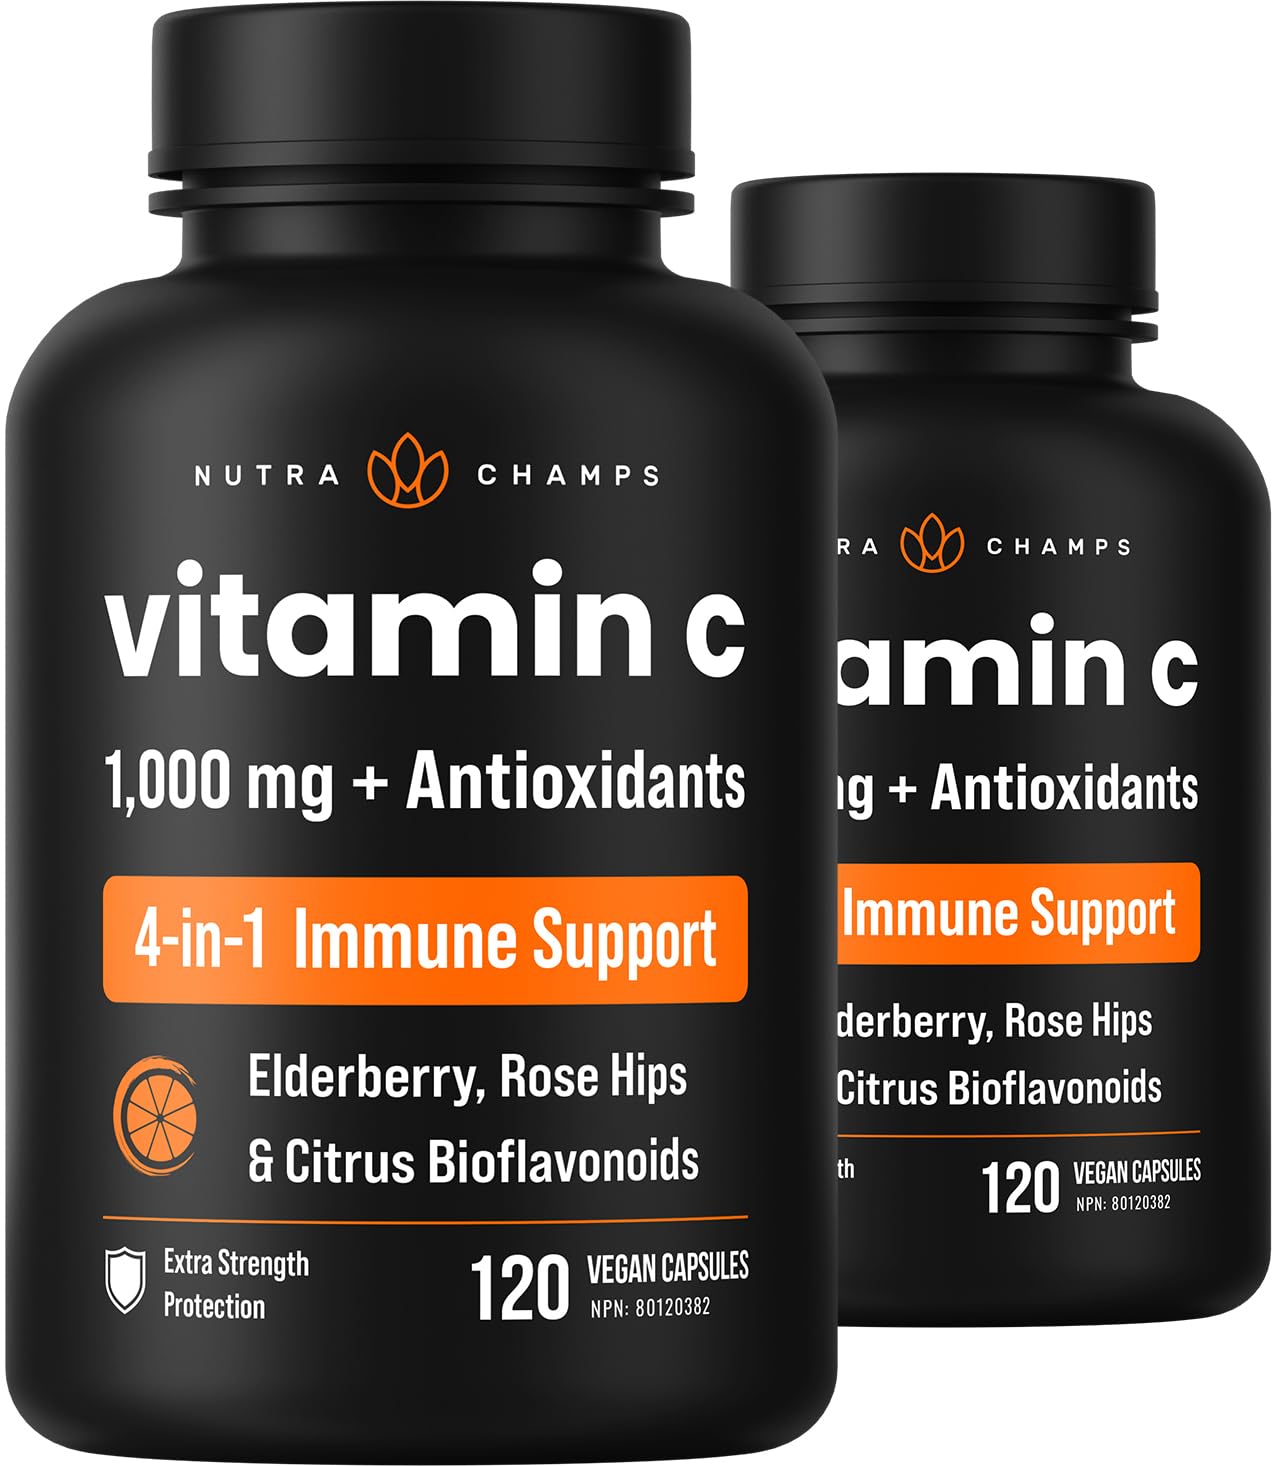 NUTRA CHAMPS
vitamin c
1,000 mg + Antioxidants
4-in-1 Immune Support
Elderberry, Rose Hips
& Citrus Bioflavonoids
Extra Strength
Protection
120 VEGAN CAPSULES
NPN: 80120382
RA CHAMPS
amin c
mg + Antioxidants
Immune Support
derberry, Rose Hips
Citrus Bioflavonoids
th
120 VEGAN CAPSULES
NPN: 80120382